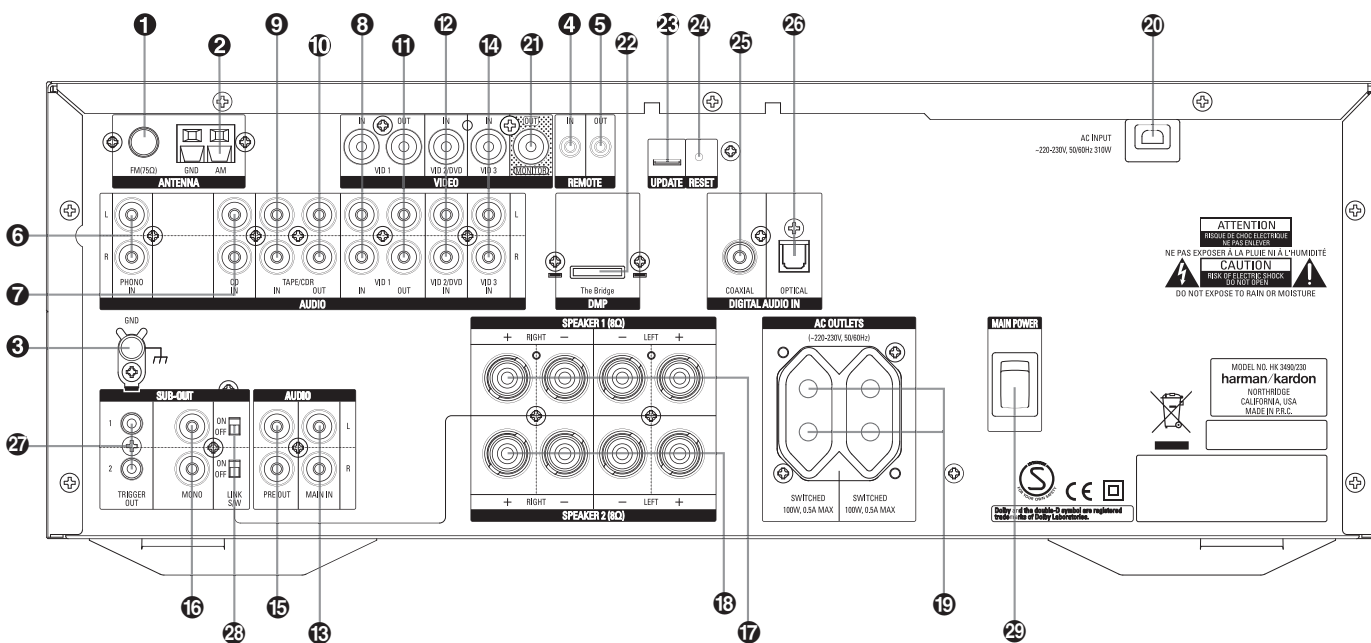 1 2 9 10 8 11 12 14 21 4 5 22 23 24 25 26 20
IN OUT IN IN OUT IN OUT
FM(75Ω) GND AM
ANTENNA
VID 1 VID 2/DVD VID 3 MONITOR
VIDEO
REMOTE
UPDATE RESET
AC INPUT
~220-230V, 50/60Hz 310W
6
7
L L
R R
PHONO IN
CD IN
TAPE/CDR
IN OUT
VID 1
IN OUT
VID 2/DVD IN
VID 3 IN
AUDIO
The Bridge
DMP
COAXIAL OPTICAL
DIGITAL AUDIO IN
ATTENTION
RISQUE DE CHOC ELECTRIQUE
NE PAS ENLEVER
NE PAS EXPOSER À LA PLUIE NI À L'HUMIDITÉ
CAUTION
RISK OF ELECTRIC SHOCK
DO NOT OPEN
DO NOT EXPOSE TO RAIN OR MOISTURE
3
GND
SUB-OUT
1
2
27
TRIGGER
OUT
MONO
ON
OFF
ON
OFF
LINK
S/W
AUDIO
L
R
PRE OUT MAIN IN
SPEAKER 1 (8Ω)
+ RIGHT − − LEFT +
+ RIGHT − − LEFT +
SPEAKER 2 (8Ω)
AC OUTLETS
(~220-230V, 50/60Hz)
SWITCHED
100W, 0.5A MAX
SWITCHED
100W, 0.5A MAX
MAIN POWER
MODEL NO. HK 3490/230
harman/kardon
NORTHRIDGE
CALIFORNIA, USA
MADE IN P.R.C.
S
FOR YOUR OWN SAFETY
CE
Dolby and the double-D symbol are registered
trademarks of Dolby Laboratories.
16 28 15 13 18 17 19 29